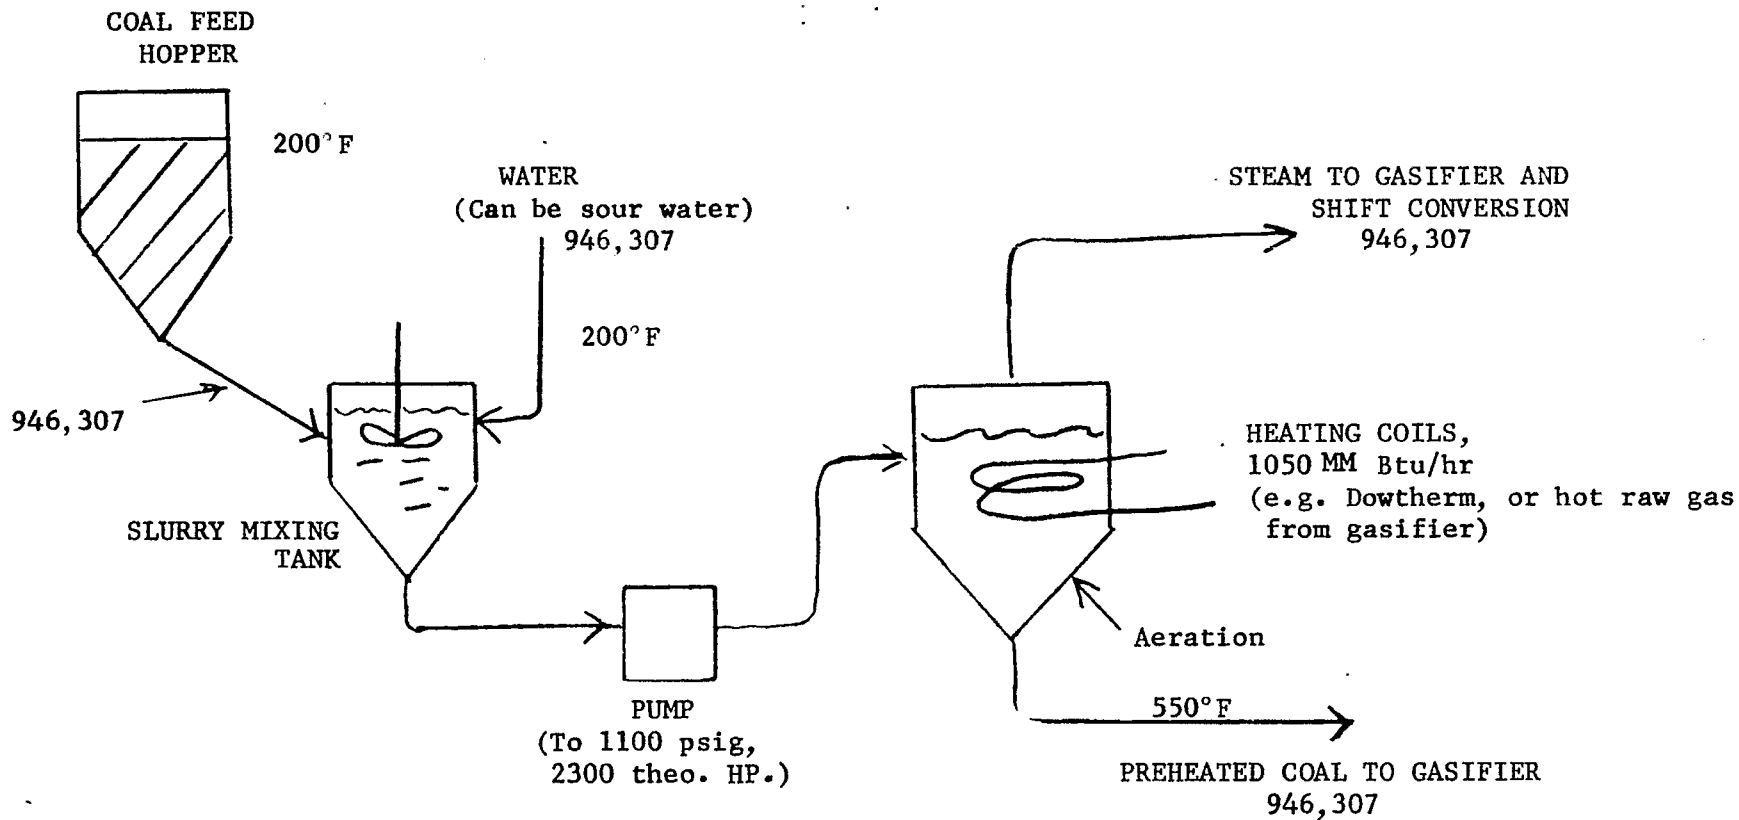 COAL FEED
HOPPER
200°F
WATER
(Can be sour water)
946,307
200°F
946,307
SLURRY MIXING
TANK
PUMP
(To 1100 psig,
2300 theo. HP.)
STEAM TO GASIFIER AND
SHIFT CONVERSION
946,307
HEATING COILS,
1050 MM Btu/hr
(e.g. Dowtherm, or hot raw gas
from gasifier)
Aeration
550°F
PREHEATED COAL TO GASIFIER
946,307